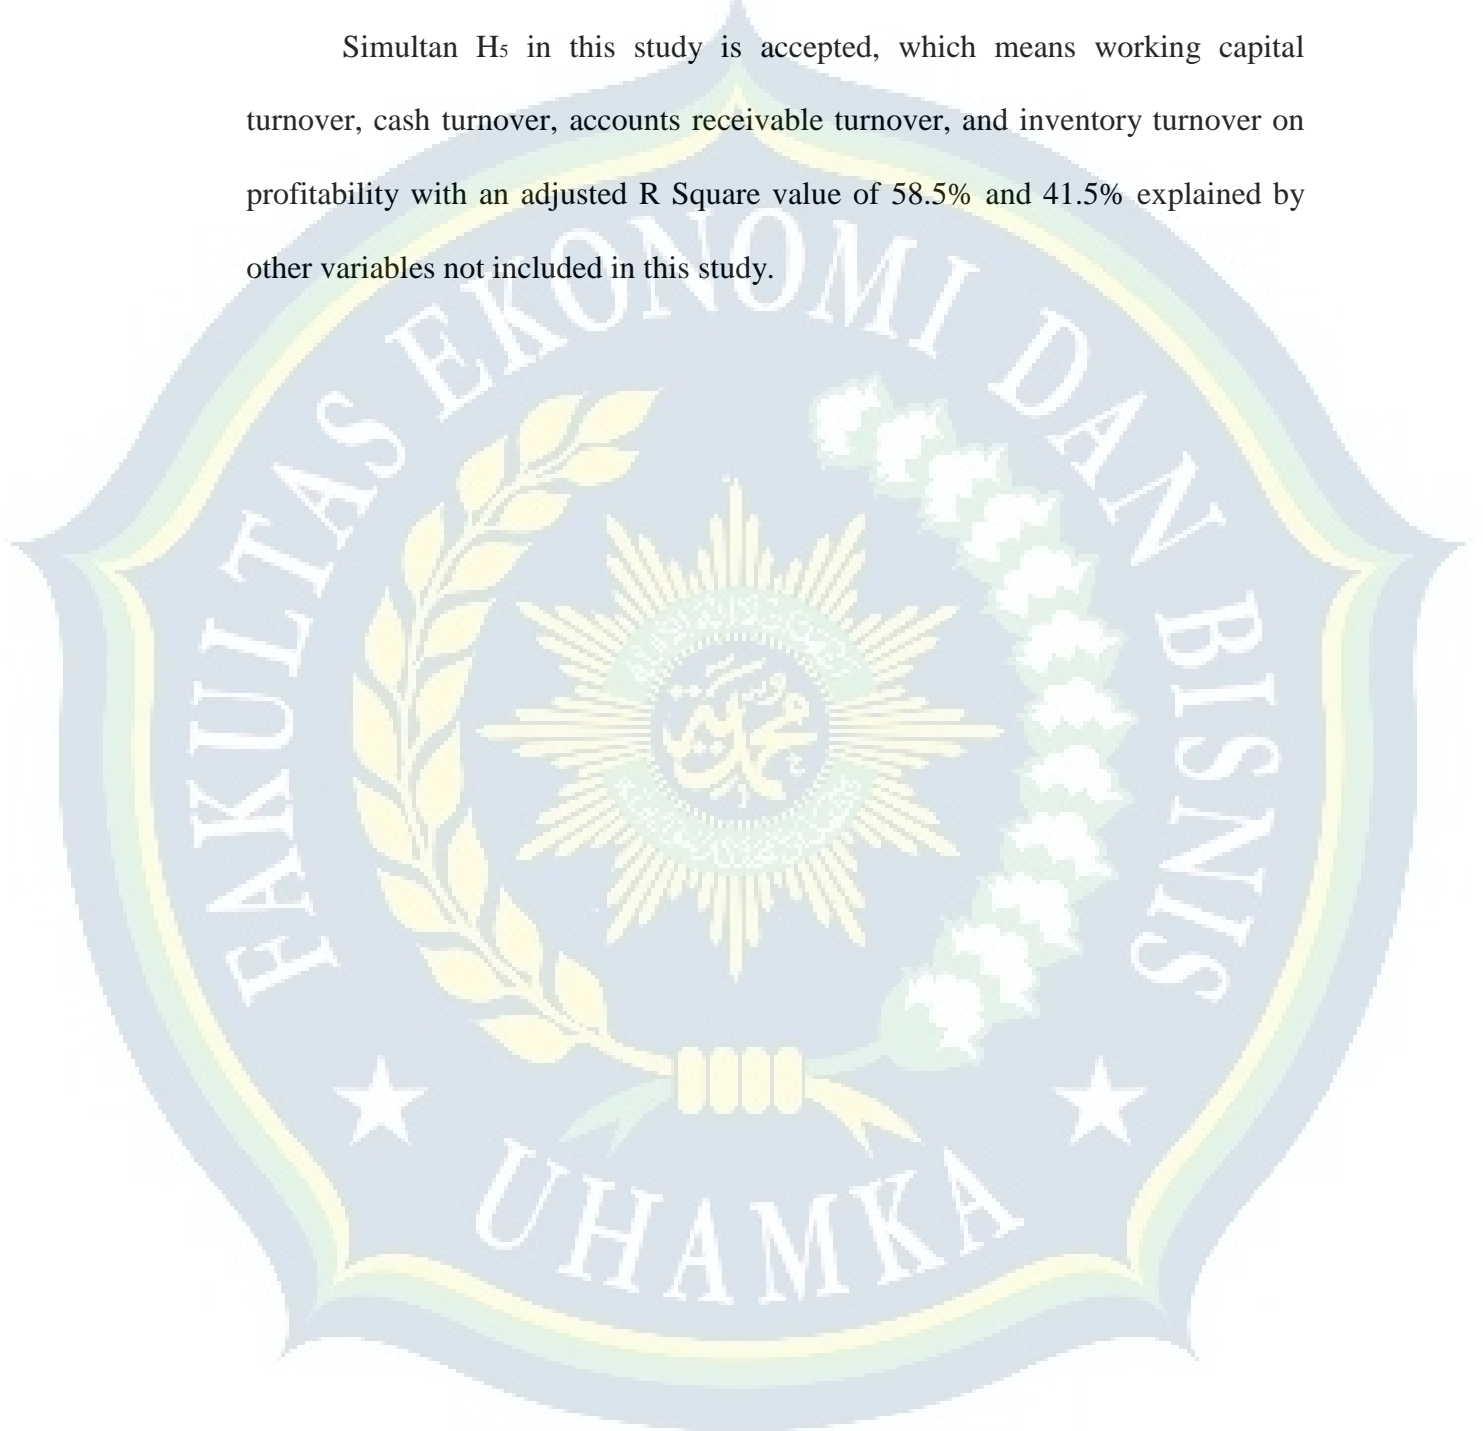 Simultan H5 in this study is accepted, which means working capital
turnover, cash turnover, accounts receivable turnover, and inventory turnover on
profitability with an adjusted R Square value of 58.5% and 41.5% explained by
other variables not included in this study.
FAKULTAS EKONOMI DAN BISNIS
محمدية
UHAMKA